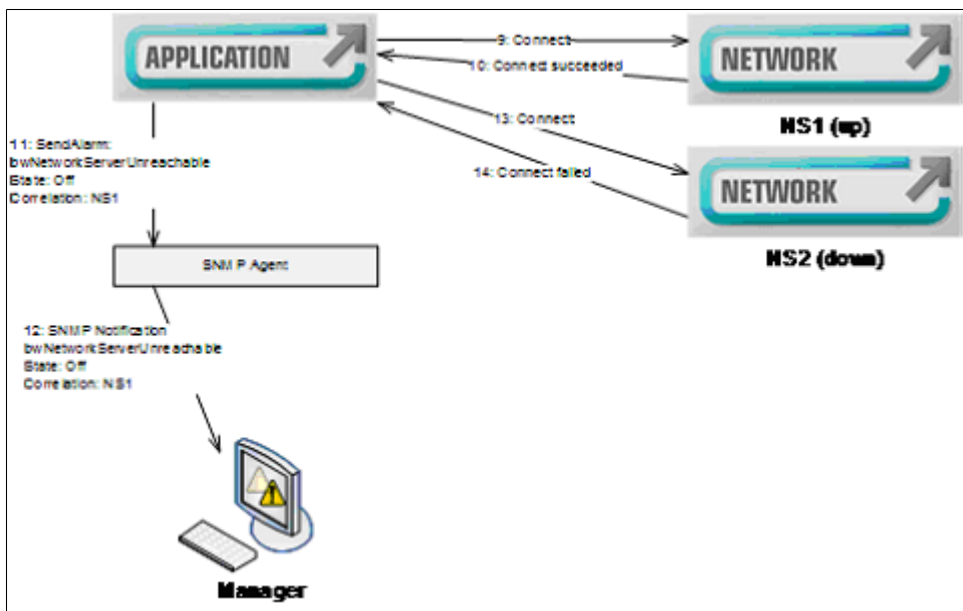 APPLICATION
9: Connect
10: Connect succeeded
NETWORK
NS1 (up)
13: Connect
14: Connect failed
NETWORK
NS2 (down)
11: SendAlarm:
bwNetworkServerUnreachable
State: Off
Correlation: NS1
SNMP Agent
12: SNMP Notification
bwNetworkServerUnreachable
State: Off
Correlation: NS1
Manager